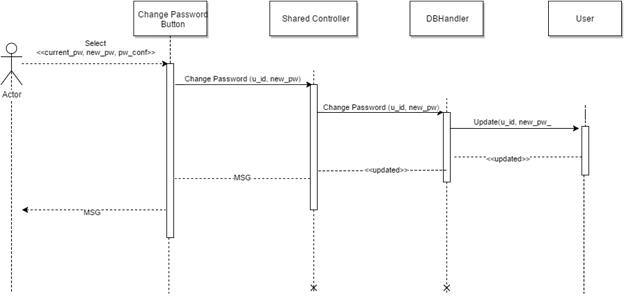 Change Password
Button
Shared Controller
DBHandler
User
Select
<<current_pw, new_pw, pw_conf>>
Actor
Change Password (u_id, new_pw)
Change Password (u_id, new_pw)
Update(u_id, new_pw_
<<updated>>
<<updated>>
MSG
MSG